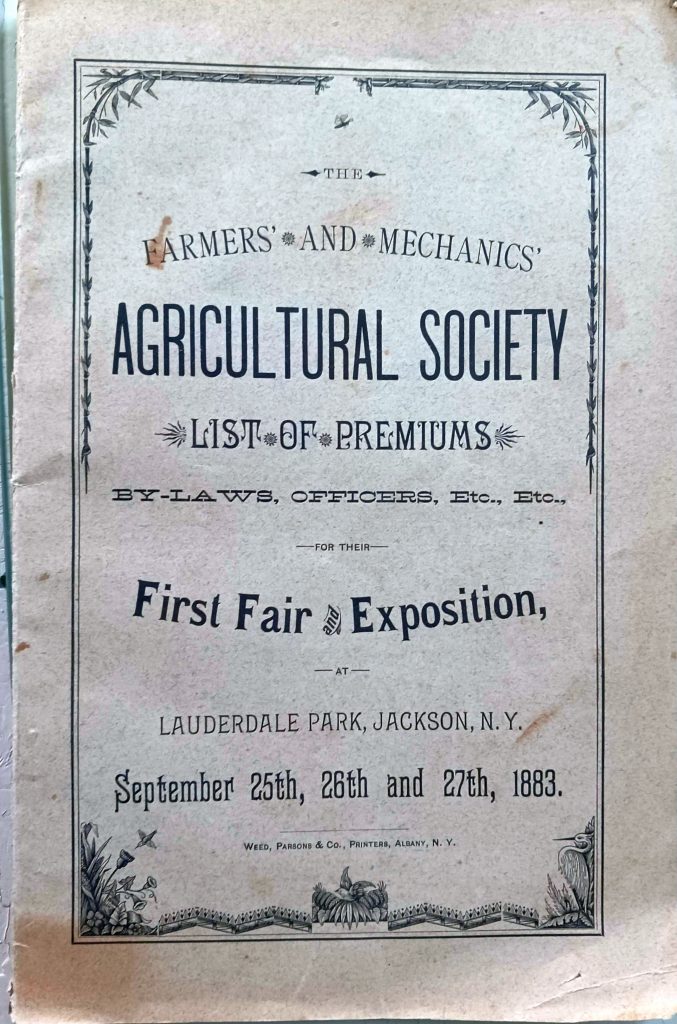 THE
FARMERS' AND MECHANICS'
AGRICULTURAL SOCIETY
LIST OF PREMIUMS
BY-LAWS, OFFICERS, Etc., Etc.,
—FOR THEIR—
First Fair and Exposition,
—AT—
LAUDERDALE PARK, JACKSON, N. Y.
September 25th, 26th and 27th, 1883.
WEED, PARSONS & CO., PRINTERS, ALBANY, N. Y.